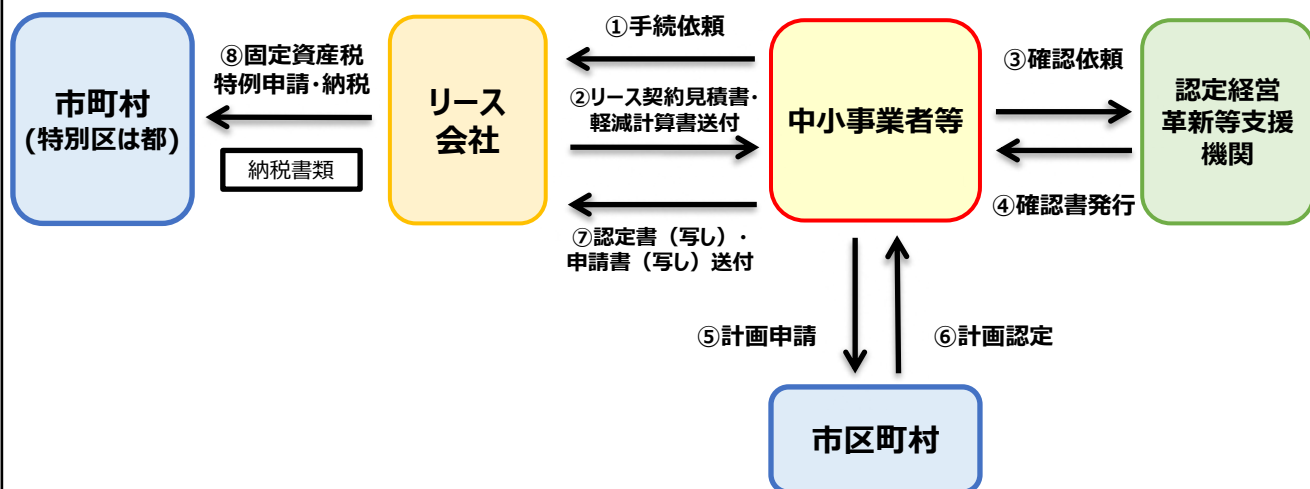 ①手続依頼
⑧固定資産税
特例申請・納税
③確認依頼
市町村
(特別区は都)
リース
会社
②リース契約見積書・
軽減計算書送付
中小事業者等
認定経営
革新等支援
機関
納税書類
④確認書発行
⑦認定書（写し）・
申請書（写し）送付
⑤計画申請
⑥計画認定
市区町村